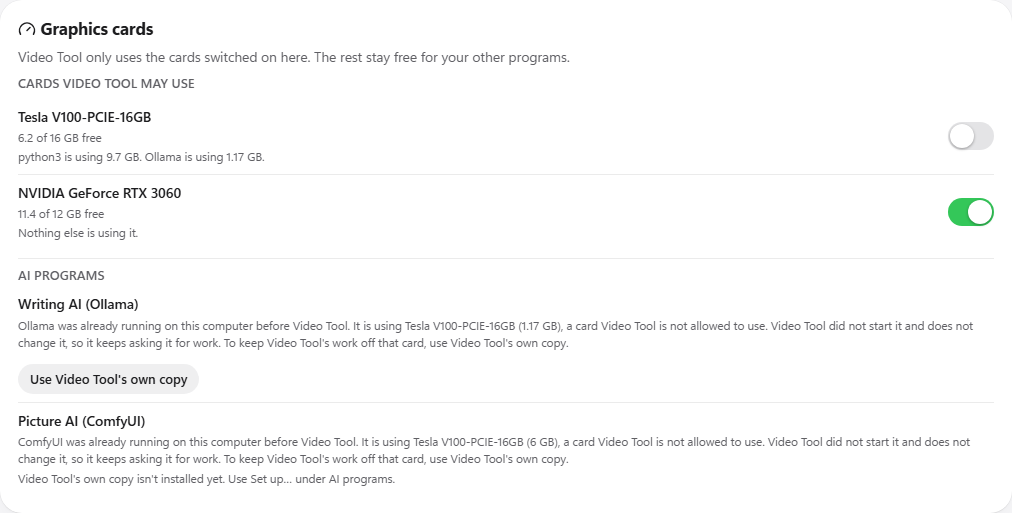 Graphics cards
Video Tool only uses the cards switched on here. The rest stay free for your other programs.
CARDS VIDEO TOOL MAY USE
Tesla V100-PCIE-16GB
6.2 of 16 GB free
python3 is using 9.7 GB. Ollama is using 1.17 GB.
NVIDIA GeForce RTX 3060
11.4 of 12 GB free
Nothing else is using it.
AI PROGRAMS
Writing AI (Ollama)
Ollama was already running on this computer before Video Tool. It is using Tesla V100-PCIE-16GB (1.17 GB), a card Video Tool is not allowed to use. Video Tool did not start it and does not
change it, so it keeps asking it for work. To keep Video Tool's work off that card, use Video Tool's own copy.
Use Video Tool's own copy
Picture AI (ComfyUI)
ComfyUI was already running on this computer before Video Tool. It is using Tesla V100-PCIE-16GB (6 GB), a card Video Tool is not allowed to use. Video Tool did not start it and does not
change it, so it keeps asking it for work. To keep Video Tool's work off that card, use Video Tool's own copy.
Video Tool's own copy isn't installed yet. Use Set up... under AI programs.